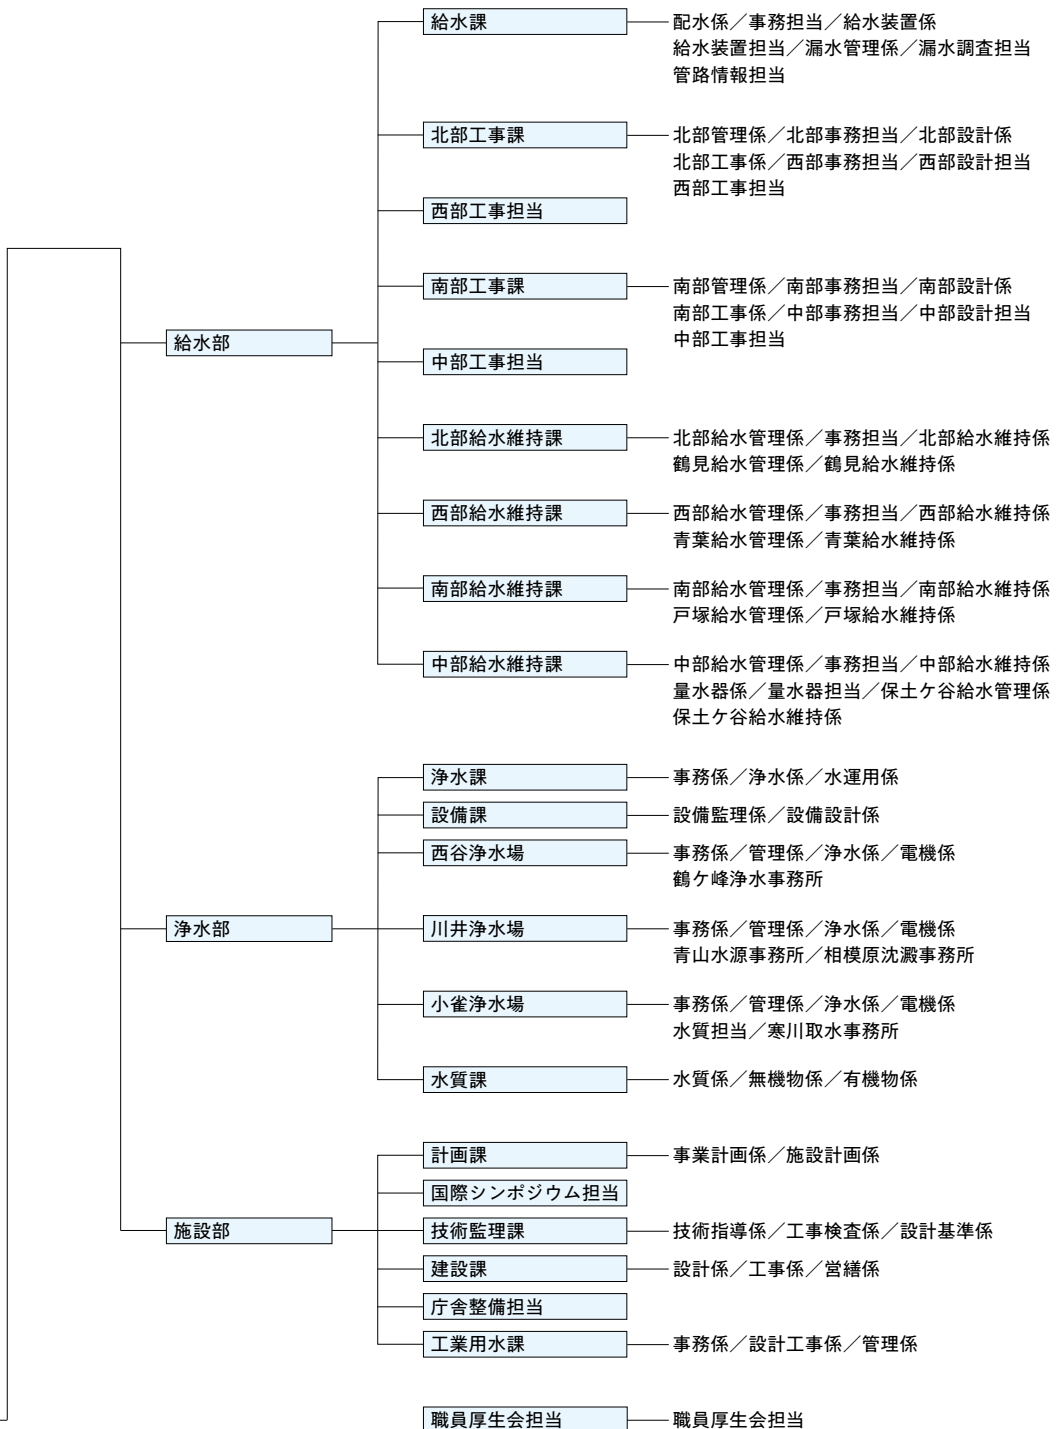 給水部
給水課
配水係／事務担当／給水装置係
給水装置担当／漏水管理係／漏水調査担当
管路情報担当
北部工事課
北部管理係／北部事務担当／北部設計係
北部工事係／西部事務担当／西部設計担当
西部工事担当
西部工事担当
南部工事課
南部管理係／南部事務担当／南部設計係
南部工事係／中部事務担当／中部設計担当
中部工事担当
中部工事担当
北部給水維持課
北部給水管理係／事務担当／北部給水維持係
鶴見給水管理係／鶴見給水維持係
西部給水維持課
西部給水管理係／事務担当／西部給水維持係
青葉給水管理係／青葉給水維持係
南部給水維持課
南部給水管理係／事務担当／南部給水維持係
戸塚給水管理係／戸塚給水維持係
中部給水維持課
中部給水管理係／事務担当／中部給水維持係
量水器係／量水器担当／保土ケ谷給水管理係
保土ケ谷給水維持係
浄水部
浄水課
事務係／浄水係／水運用係
設備課
設備監理係／設備設計係
西谷浄水場
事務係／管理係／浄水係／電機係
鶴ケ峰浄水事務所
川井浄水場
事務係／管理係／浄水係／電機係
青山水源事務所／相模原沈澱事務所
小雀浄水場
事務係／管理係／浄水係／電機係
水質担当／寒川取水事務所
水質課
水質係／無機物係／有機物係
施設部
計画課
事業計画係／施設計画係
国際シンポジウム担当
技術監理課
技術指導係／工事検査係／設計基準係
建設課
設計係／工事係／営繕係
庁舎整備担当
工業用水課
事務係／設計工事係／管理係
職員厚生会担当
職員厚生会担当